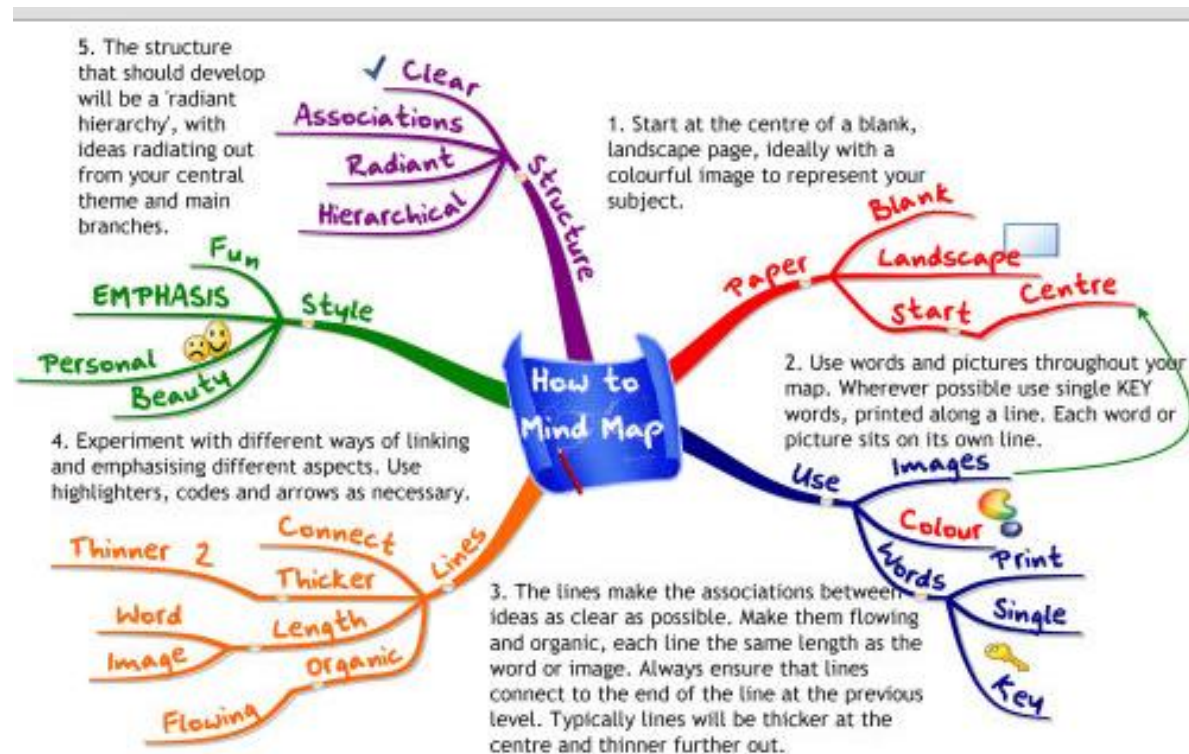 5. The structure
that should develop
will be a 'radiant
hierarchy', with
ideas radiating out
from your central
theme and main
branches.
Clear
Associations
Radiant
Hierarchical
Structure
1. Start at the centre of a blank,
landscape page, ideally with a
colourful image to represent your
subject.
Paper
Blank
Landscape
Start
Centre
Fun
EMPHASIS
Personal
Beauty
Style
How to
Mind Map
2. Use words and pictures throughout your
map. Wherever possible use single KEY
words, printed along a line. Each word or
picture sits on its own line.
Use
Images
Colour
Words
Print
Single
Key
4. Experiment with different ways of linking
and emphasising different aspects. Use
highlighters, codes and arrows as necessary.
Lines
Connect
Thicker
Thinner 2
Length
Word
Image
Organic
Flowing
3. The lines make the associations between
ideas as clear as possible. Make them flowing
and organic, each line the same length as the
word or image. Always ensure that lines
connect to the end of the line at the previous
level. Typically lines will be thicker at the
centre and thinner further out.